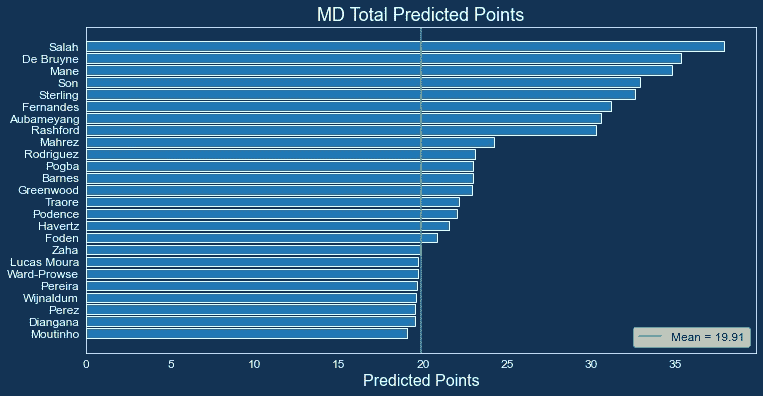 MD Total Predicted Points
Salah
De Bruyne
Mane
Son
Sterling
Fernandes
Aubameyang
Rashford
Mahrez
Rodriguez
Pogba
Barnes
Greenwood
Traore
Podence
Havertz
Foden
Zaha
Lucas Moura
Ward-Prowse
Pereira
Wijnaldum
Perez
Diangana
Moutinho
Mean = 19.91
0 5 10 15 20 25 30 35
Predicted Points